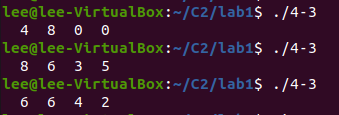 lee@lee-VirtualBox:~/C2/lab1$ ./4-3
4 8 0 0
lee@lee-VirtualBox:~/C2/lab1$ ./4-3
8 6 3 5
lee@lee-VirtualBox:~/C2/lab1$ ./4-3
6 6 4 2